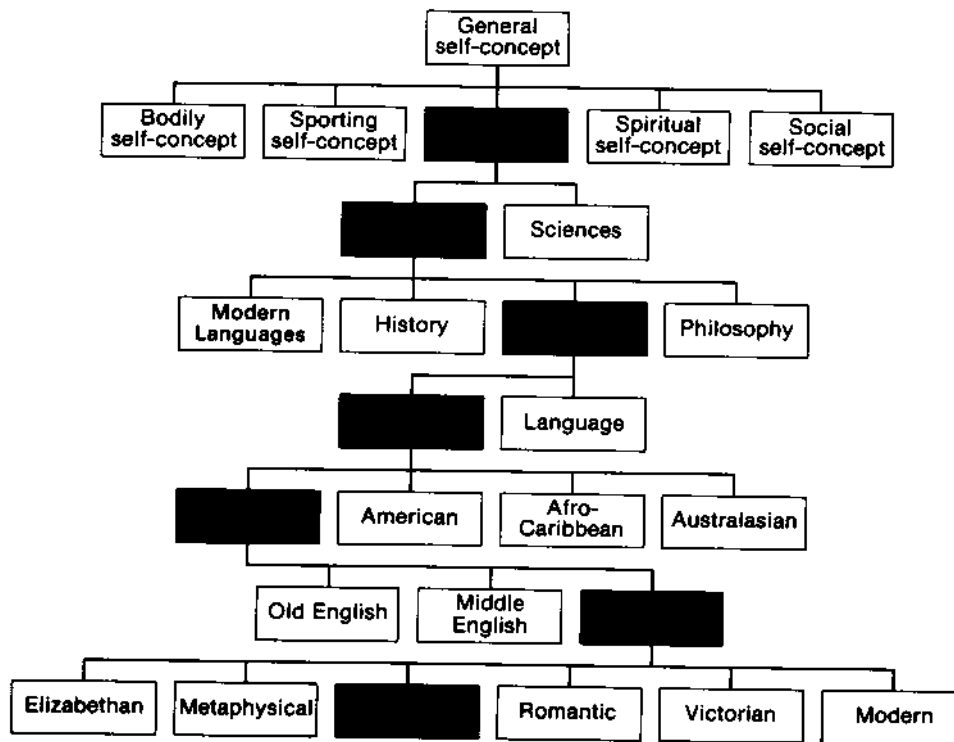 General
self-concept
Bodily
self-concept
Sporting
self-concept
Spiritual
self-concept
Social
self-concept
Sciences
Modern
Languages
History
Philosophy
Language
American
Afro-
Caribbean
Australasian
Old English
Middle
English
Elizabethan
Metaphysical
Romantic
Victorian
Modern